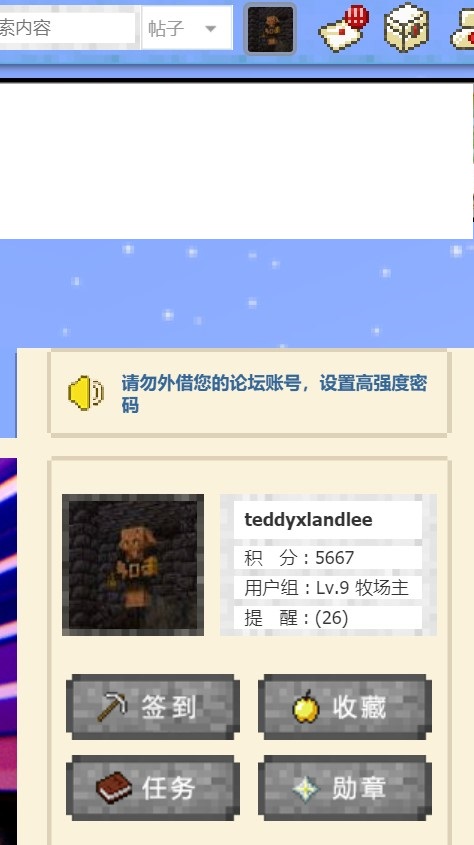 索内容
帖子
请勿外借您的论坛账号，设置高强度密
码
teddyxlandlee
积　分：5667
用户组：Lv.9 牧场主
提　醒：(26)
签到
收藏
任务
勋章